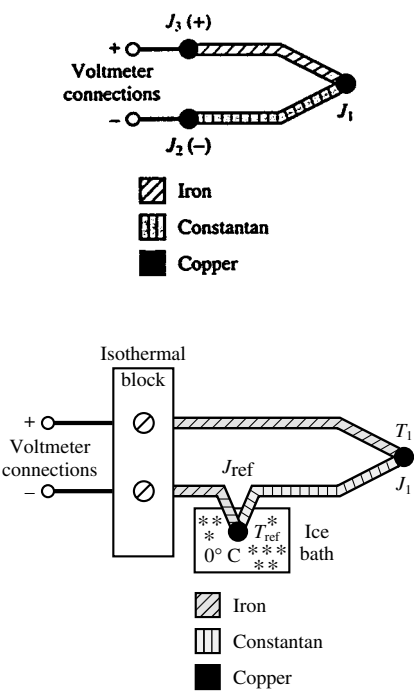 J3 (+)
+
Voltmeter
connections
J1
−
J2 (−)
Iron
Constantan
Copper
Isothermal
block
+
T1
Voltmeter
connections
Jref
J1
−
** *
* Tref
Ice
0° C ***
bath
**
Iron
Constantan
Copper